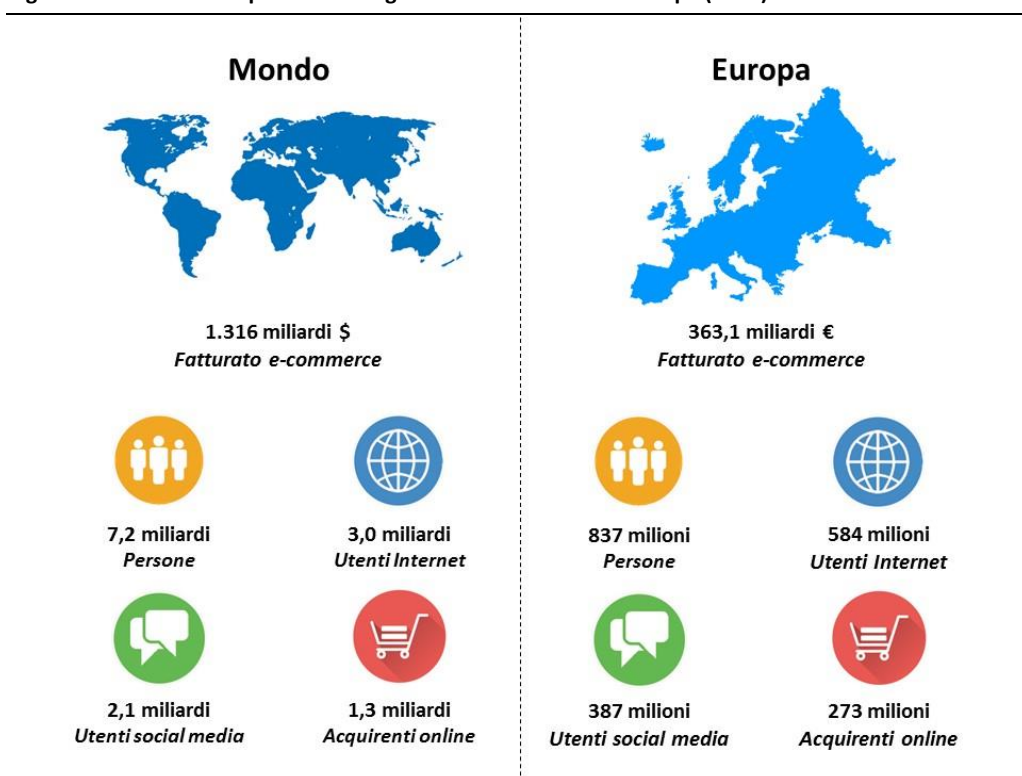 Mondo
1.316 miliardi $
Fatturato e-commerce
7,2 miliardi
Persone
3,0 miliardi
Utenti Internet
2,1 miliardi
Utenti social media
1,3 miliardi
Acquirenti online
Europa
363,1 miliardi €
Fatturato e-commerce
837 milioni
Persone
584 milioni
Utenti Internet
387 milioni
Utenti social media
273 milioni
Acquirenti online